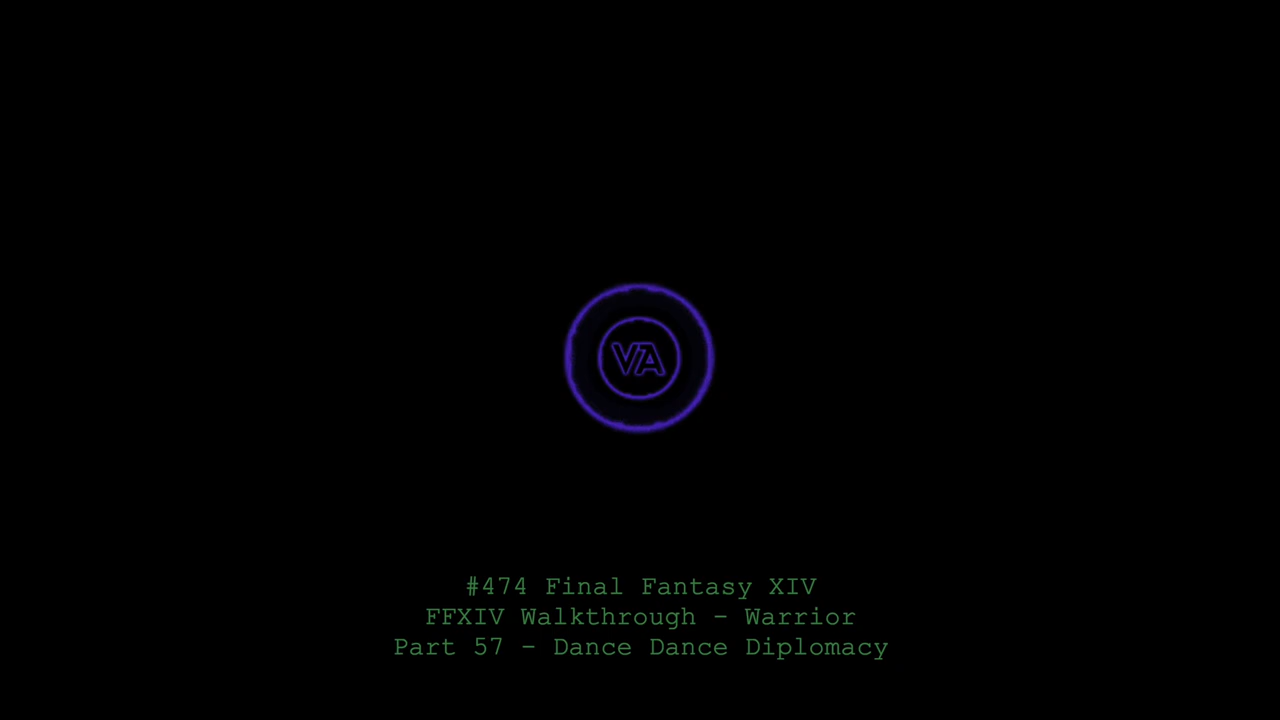 VA
#474 Final Fantasy XIV
FFXIV Walkthrough - Warrior
Part 57 - Dance Dance Diplomacy